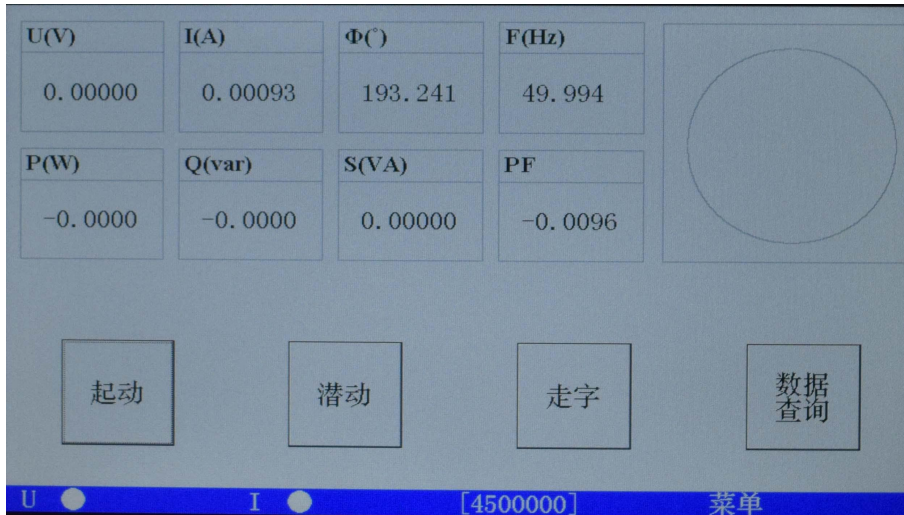 U(V) I(A) Φ(°) F(Hz)
0.00000 0.00093 193.241 49.994
P(W) Q(var) S(VA) PF
-0.0000 -0.0000 0.00000 -0.0096
起动 潜动 走字 数据
查询
U I [4500000] 菜单